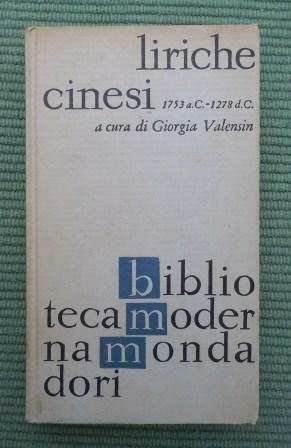 liriche
cinesi 1753 a.C.-1278 d.C.
a cura di Giorgia Valensin
biblio
tecamoder
namonda
dori